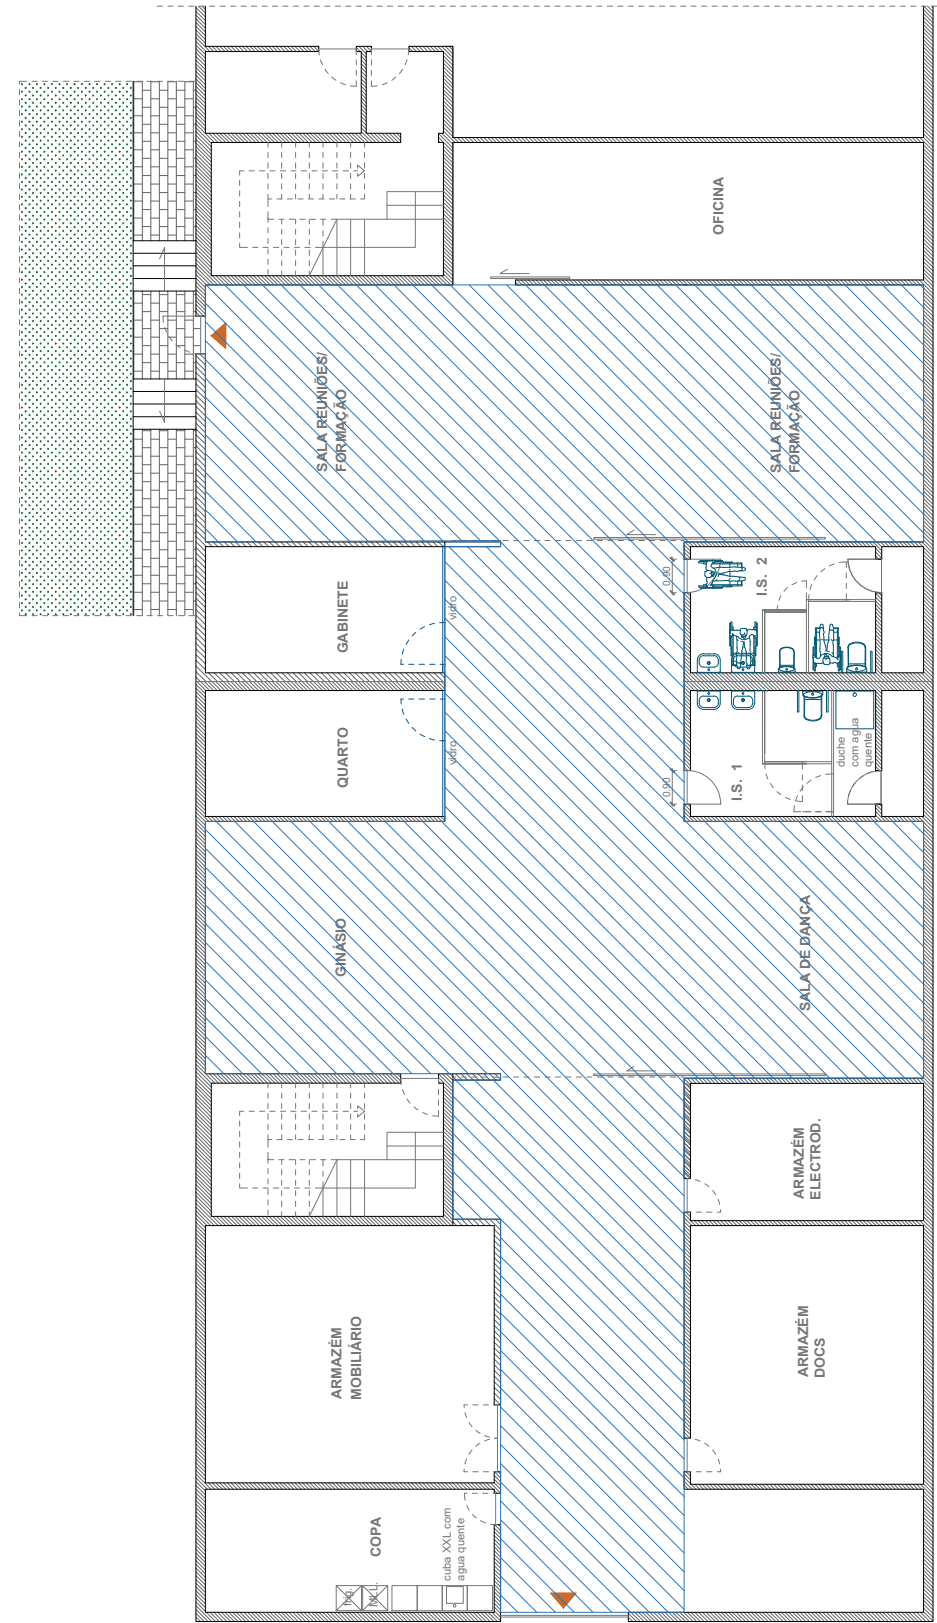 OFICINA
SALA REUNIÕES/
FORMAÇÃO
SALA REUNIÕES/
FORMAÇÃO
GABINETE
vidro
0.90
I.S. 2
QUARTO
vidro
0.90
I.S. 1
duche
com agua
quente
GINÁSIO
SALA DE DANÇA
ARMAZÉM
ELECTROD.
ARMAZÉM
MOBILIÁRIO
ARMAZÉM
DOCS
COPA
cuba XXL com
agua quente
frig.
M.L.